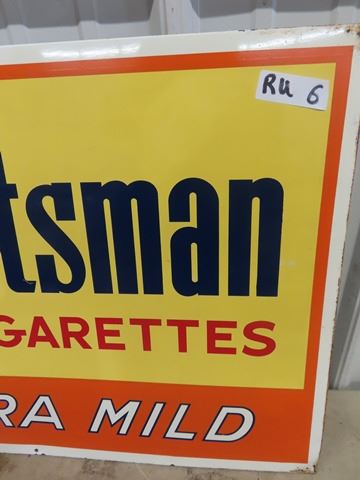 RU 6
tsman
GARETTES
RA MILD